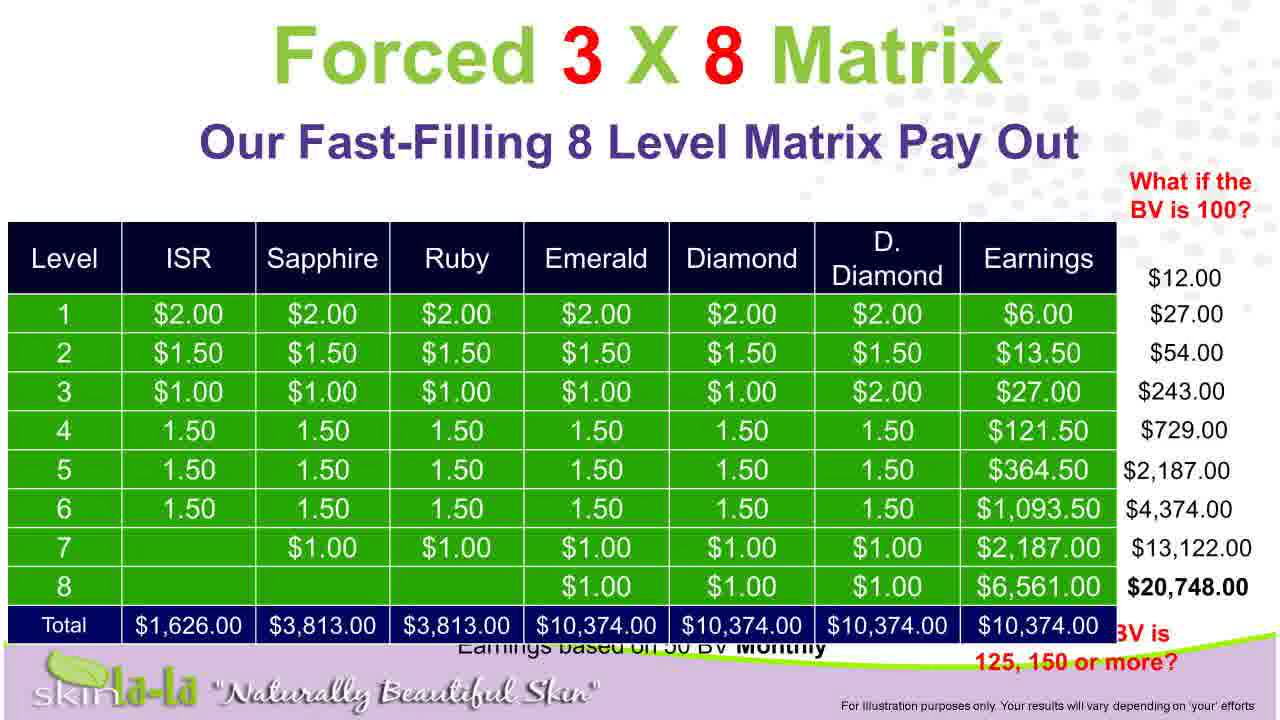 Forced 3 X 8 Matrix
Our Fast-Filling 8 Level Matrix Pay Out
What if the
BV is 100?
Level ISR Sapphire Ruby Emerald Diamond D. Diamond Earnings
$12.00
1 $2.00 $2.00 $2.00 $2.00 $2.00 $2.00 $6.00 $27.00
2 $1.50 $1.50 $1.50 $1.50 $1.50 $1.50 $13.50 $54.00
3 $1.00 $1.00 $1.00 $1.00 $1.00 $2.00 $27.00 $243.00
4 1.50 1.50 1.50 1.50 1.50 1.50 $121.50 $729.00
5 1.50 1.50 1.50 1.50 1.50 1.50 $364.50 $2,187.00
6 1.50 1.50 1.50 1.50 1.50 1.50 $1,093.50 $4,374.00
7 $1.00 $1.00 $1.00 $1.00 $1.00 $2,187.00 $13,122.00
8 $1.00 $1.00 $1.00 $6,561.00 $20,748.00
Total $1,626.00 $3,813.00 $3,813.00 $10,374.00 $10,374.00 $10,374.00 $10,374.00
BV is
Earnings based on 50 BV Monthly
125, 150 or more?
skin la-la "Naturally Beautiful Skin"
For Illustration purposes only. Your results will vary depending on 'your' efforts